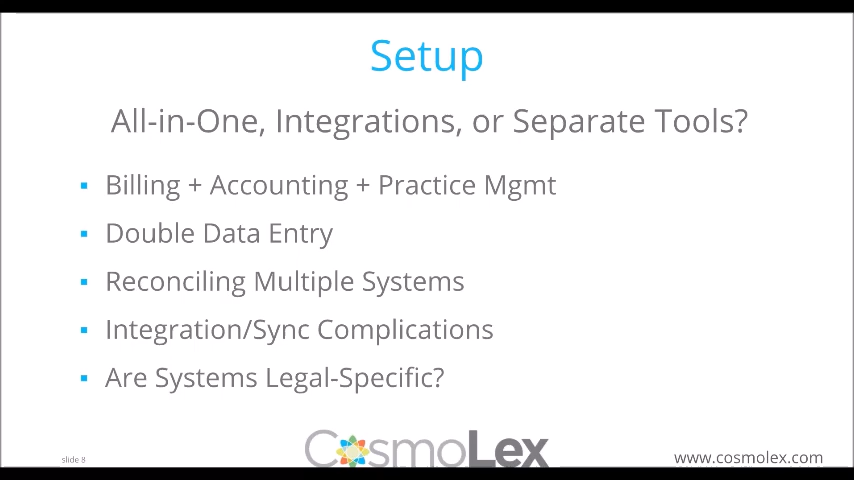 Setup
All-in-One, Integrations, or Separate Tools?
▪ Billing + Accounting + Practice Mgmt
▪ Double Data Entry
▪ Reconciling Multiple Systems
▪ Integration/Sync Complications
▪ Are Systems Legal-Specific?
slide 8
CosmoLex
www.cosmolex.com